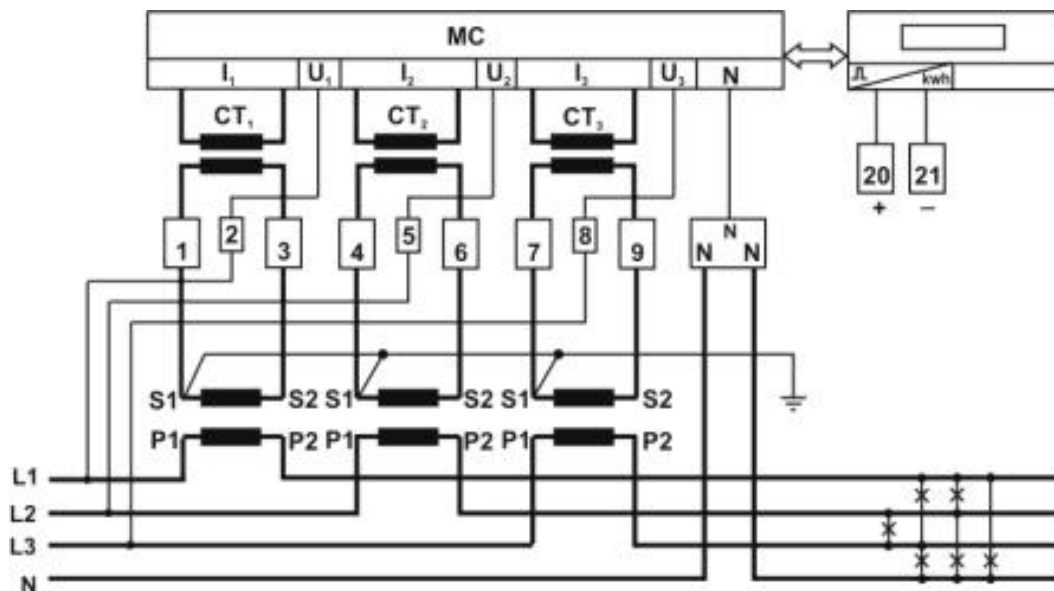 MC
I₁ U₁ I₂ U₂ I₃ U₃ N
kwh
CT₁ CT₂ CT₃
20 21
+ −
1 2 3 4 5 6 7 8 9 N N N
S1 S2 S1 S2 S1 S2
P1 P2 P1 P2 P1 P2
L1
L2
L3
N